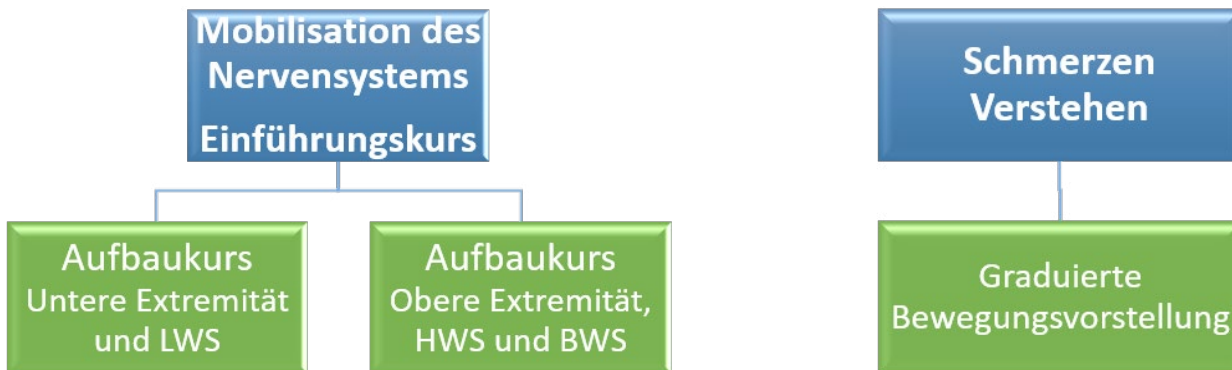 Mobilisation des
Nervensystems
Einführungskurs
Aufbaukurs
Untere Extremität
und LWS
Aufbaukurs
Obere Extremität,
HWS und BWS
Schmerzen
Verstehen
Graduierte
Bewegungsvorstellung